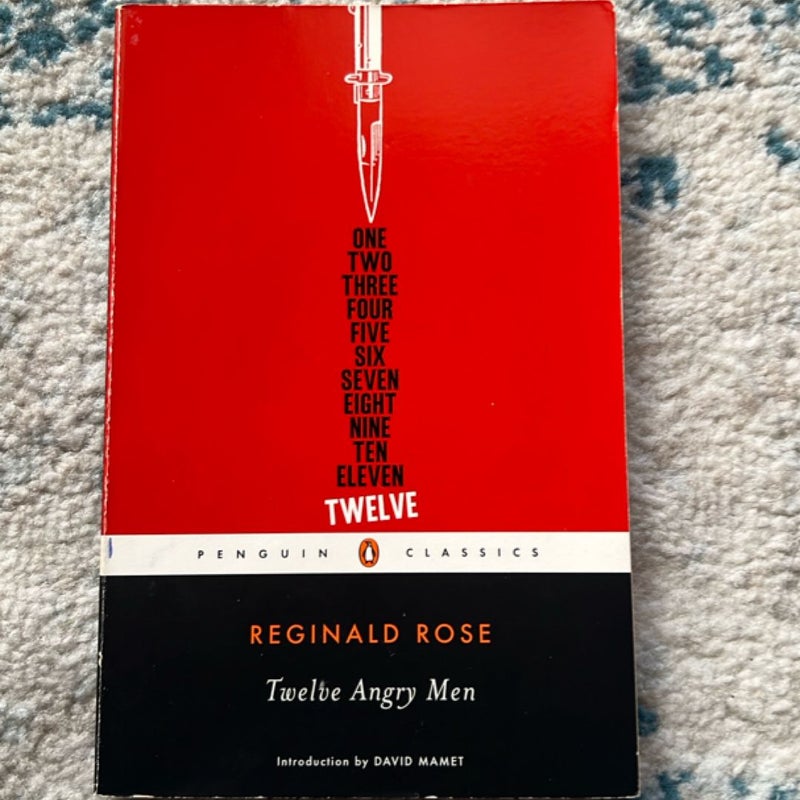 ONE
TWO
THREE
FOUR
FIVE
SIX
SEVEN
EIGHT
NINE
TEN
ELEVEN
TWELVE
PENGUIN CLASSICS
REGINALD ROSE
Twelve Angry Men
Introduction by DAVID MAMET